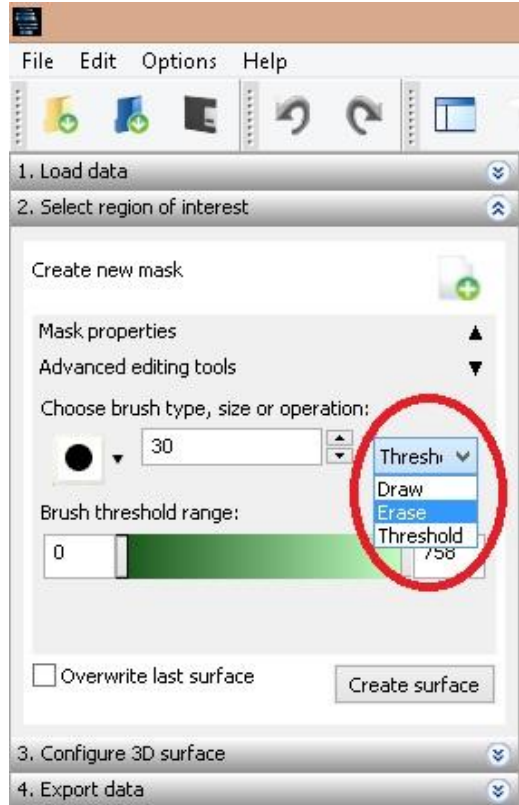 File Edit Options Help
1. Load data
2. Select region of interest
Create new mask
Mask properties
Advanced editing tools
Choose brush type, size or operation:
30
Draw
Brush threshold range:
Erase
Threshold
0
758
Overwrite last surface
Create surface
3. Configure 3D surface
4. Export data